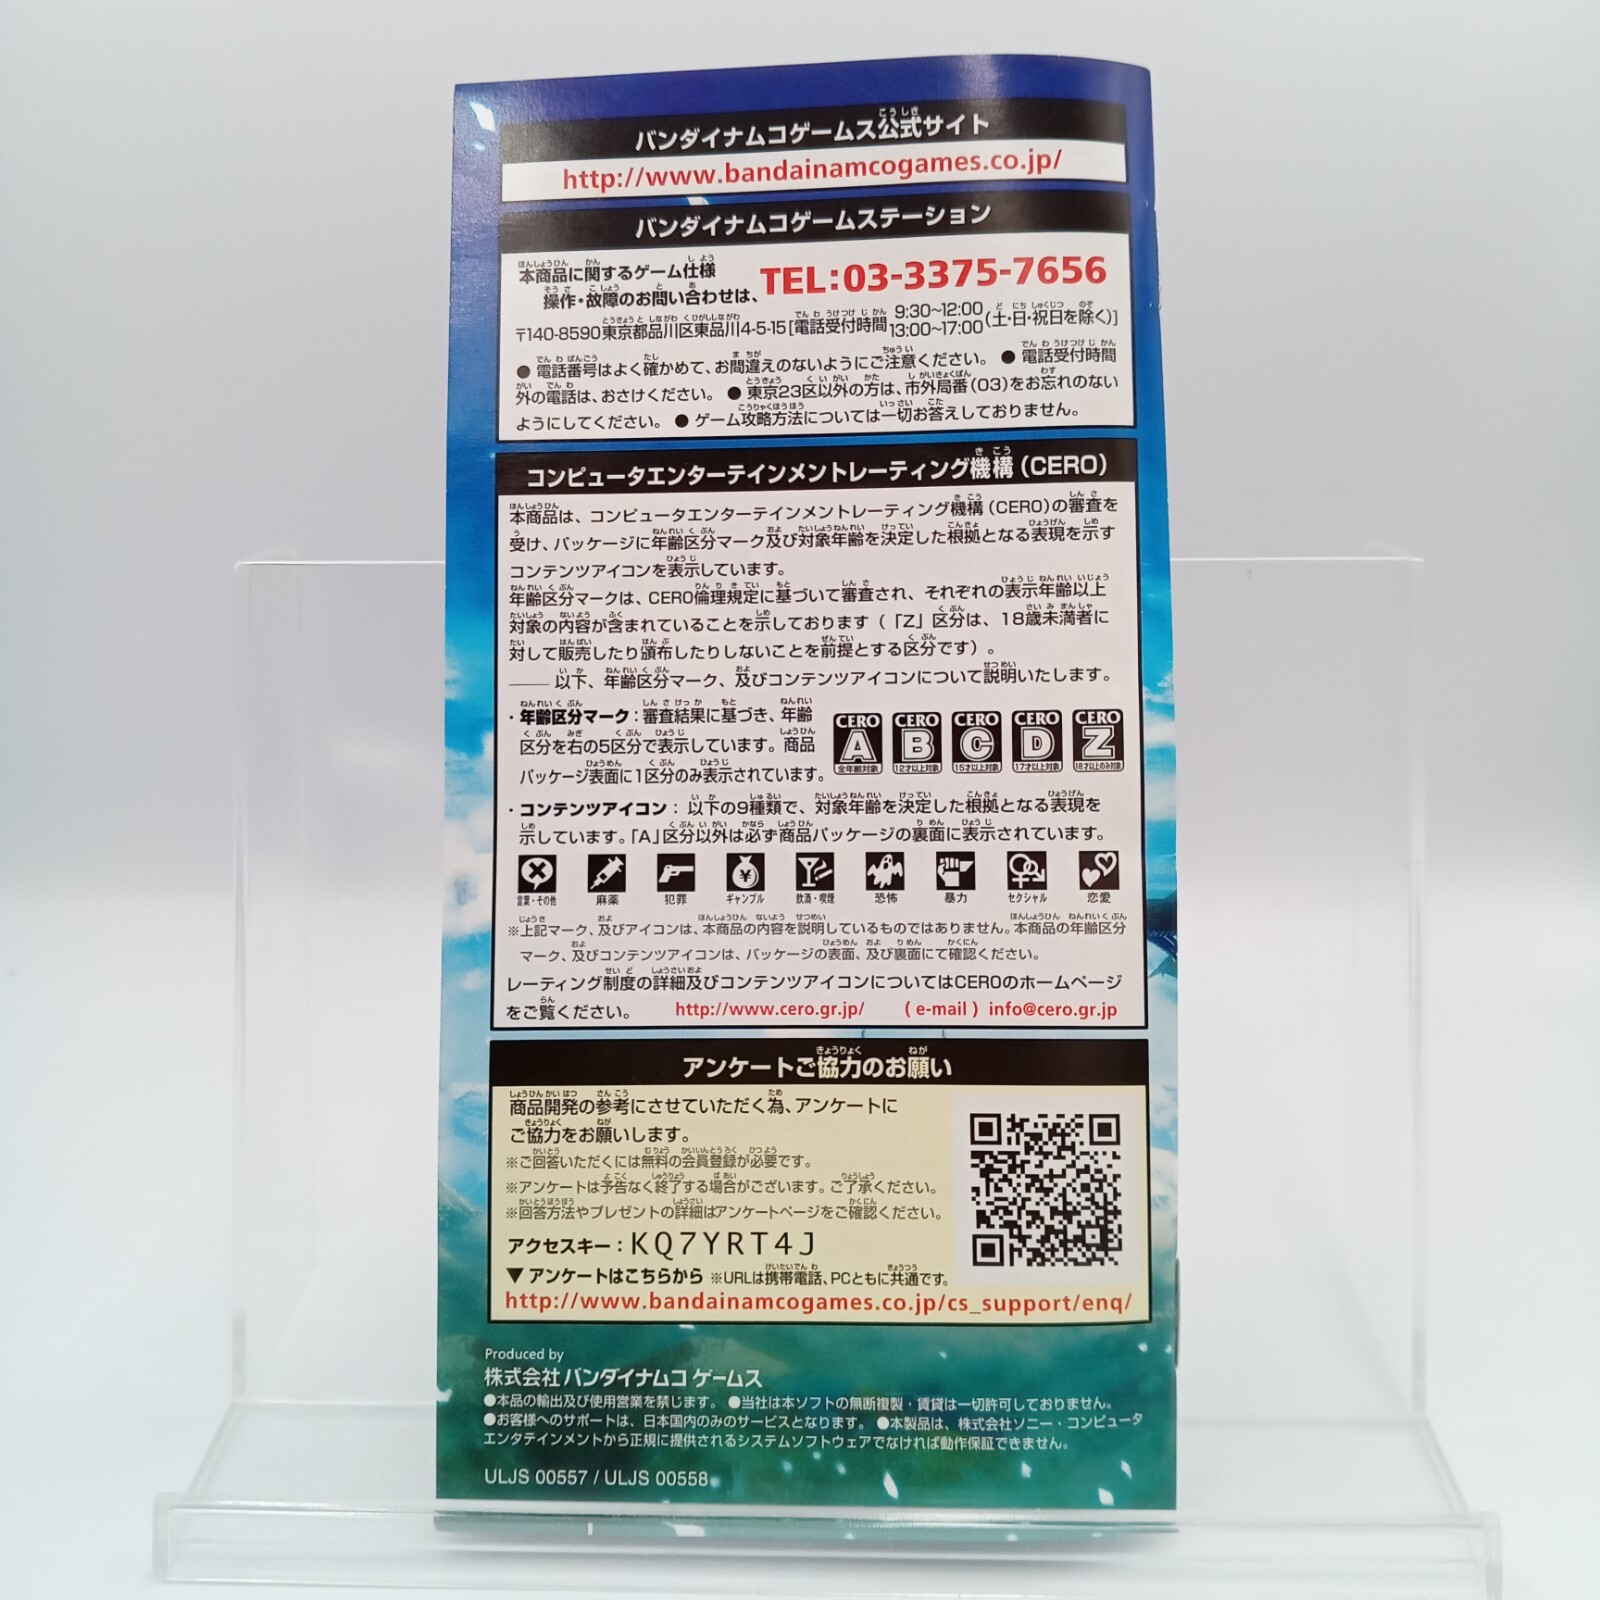 バンダイナムコゲームス公式サイト
http://www.bandainamcogames.co.jp/
バンダイナムコゲームステーション
本商品に関するゲーム仕様
操作・故障のお問い合わせは、
TEL:03-3375-7656
〒140-8590東京都品川区東品川4-5-15[電話受付時間 9:30~12:00 13:00~17:00 (土・日・祝日を除く)]
● 電話番号はよく確かめて、お間違えのないようにご注意ください。 ● 電話受付時間
外の電話は、おさけください。 ● 東京23区以外の方は、市外局番(03)をお忘れのない
ようにしてください。 ● ゲーム攻略方法については一切お答えしておりません。
コンピュータエンターテインメントレーティング機構(CERO)
本商品は、コンピュータエンターテインメントレーティング機構(CERO)の審査を
受け、パッケージに年齢区分マーク及び対象年齢を決定した根拠となる表現を示す
コンテンツアイコンを表示しています。
年齢区分マークは、CERO倫理規定に基づいて審査され、それぞれの表示年齢以上
対象の内容が含まれていることを示しております(「Z」区分は、18歳未満者に
対して販売したり頒布したりしないことを前提とする区分です)。
—— 以下、年齢区分マーク、及びコンテンツアイコンについて説明いたします。
・年齢区分マーク:審査結果に基づき、年齢
区分を右の5区分で表示しています。商品
パッケージ表面に1区分のみ表示されています。
CERO A 全年齢対象
CERO B 12才以上対象
CERO C 15才以上対象
CERO D 17才以上対象
CERO Z 18才以上のみ対象
・コンテンツアイコン:以下の9種類で、対象年齢を決定した根拠となる表現を
示しています。「A」区分以外は必ず商品パッケージの裏面に表示されています。
言葉・その他 麻薬 犯罪 ギャンブル 飲酒・喫煙 恐怖 暴力 セクシャル 恋愛
※上記マーク、及びアイコンは、本商品の内容を説明しているものではありません。本商品の年齢区分
マーク、及びコンテンツアイコンは、パッケージの表面、及び裏面にて確認ください。
レーティング制度の詳細及びコンテンツアイコンについてはCEROのホームページ
をご覧ください。 http://www.cero.gr.jp/ (e-mail) info@cero.gr.jp
アンケートご協力のお願い
商品開発の参考にさせていただく為、アンケートに
ご協力をお願いします。
※ご回答いただくには無料の会員登録が必要です。
※アンケートは予告なく終了する場合がございます。ご了承ください。
※回答方法やプレゼントの詳細はアンケートページをご確認ください。
アクセスキー:KQ7YRT4J
▼アンケートはこちらから ※URLは携帯電話、PCともに共通です。
http://www.bandainamcogames.co.jp/cs_support/enq/
Produced by
株式会社 バンダイナムコ ゲームス
●本品の輸出及び使用営業を禁じます。 ●当社は本ソフトの無断複製・賃貸は一切許可しておりません。
●お客様へのサポートは、日本国内のみのサービスとなります。 ●本製品は、株式会社ソニー・コンピュータ
エンタテインメントから正規に提供されるシステムソフトウェアでなければ動作保証できません。
ULJS 00557 / ULJS 00558